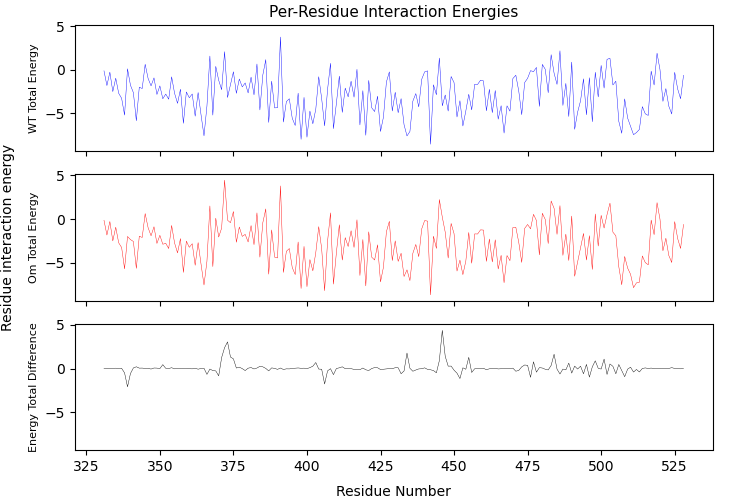 Per-Residue Interaction Energies
Residue interaction energy
WT Total Energy
5
0
−5
Om Total Energy
5
0
−5
Energy Total Difference
5
0
−5
325 350 375 400 425 450 475 500 525
Residue Number